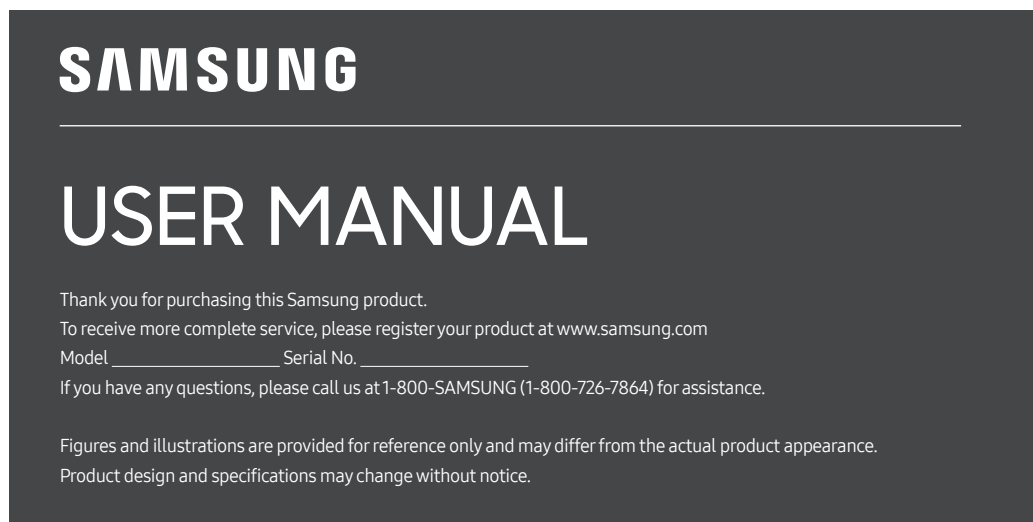 SAMSUNG
USER MANUAL
Thank you for purchasing this Samsung product.
To receive more complete service, please register your product at www.samsung.com
Model ____________________ Serial No. ____________________
If you have any questions, please call us at 1-800-SAMSUNG (1-800-726-7864) for assistance.
Figures and illustrations are provided for reference only and may differ from the actual product appearance.
Product design and specifications may change without notice.